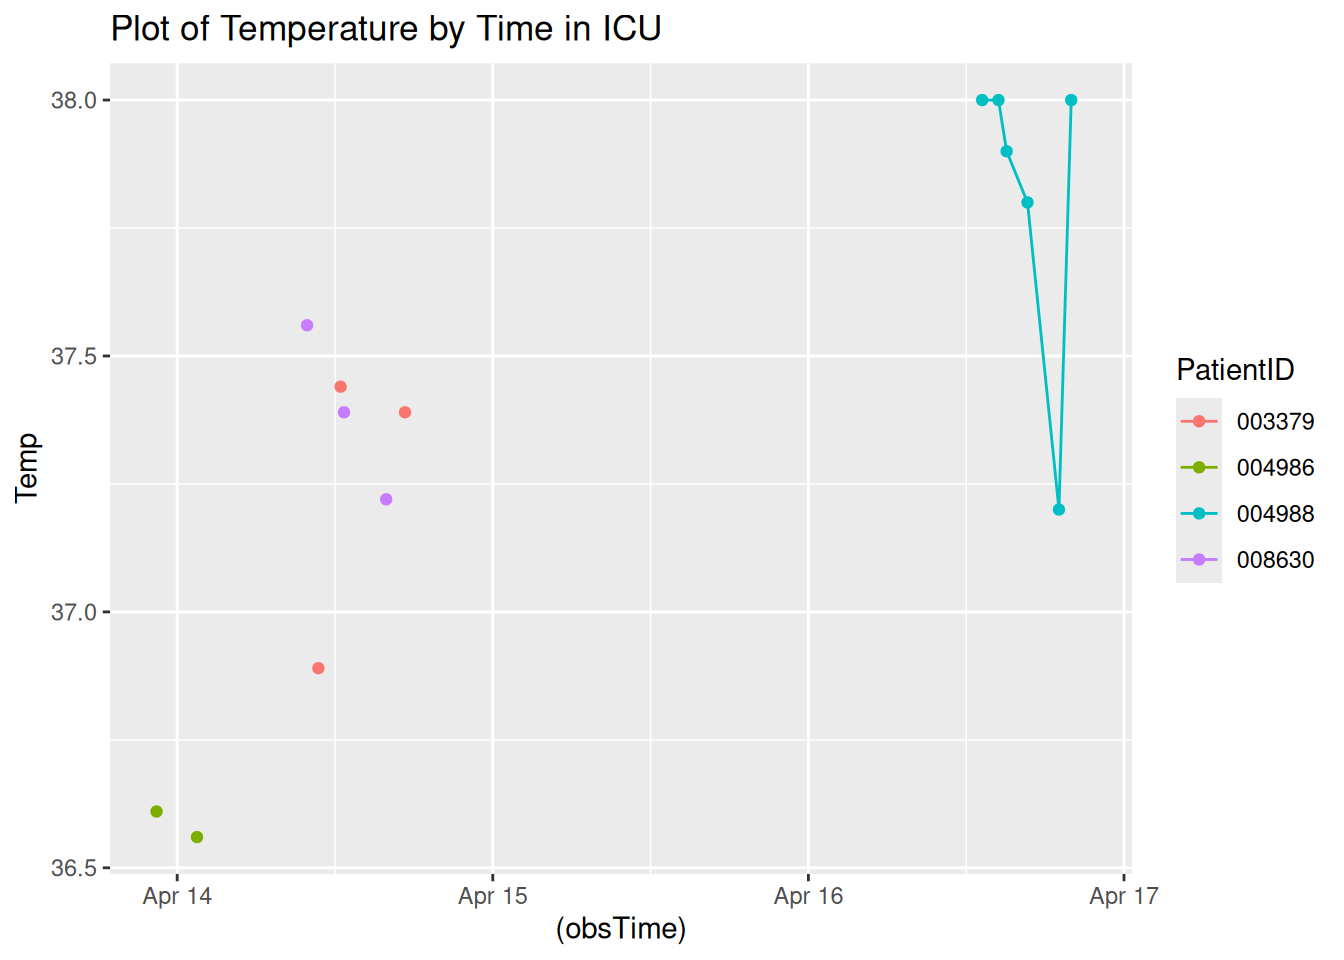 Plot of Temperature by Time in ICU
38.0
37.5
37.0
36.5
Temp
Apr 14
Apr 15
Apr 16
Apr 17
(obsTime)
PatientID
003379
004986
004988
008630